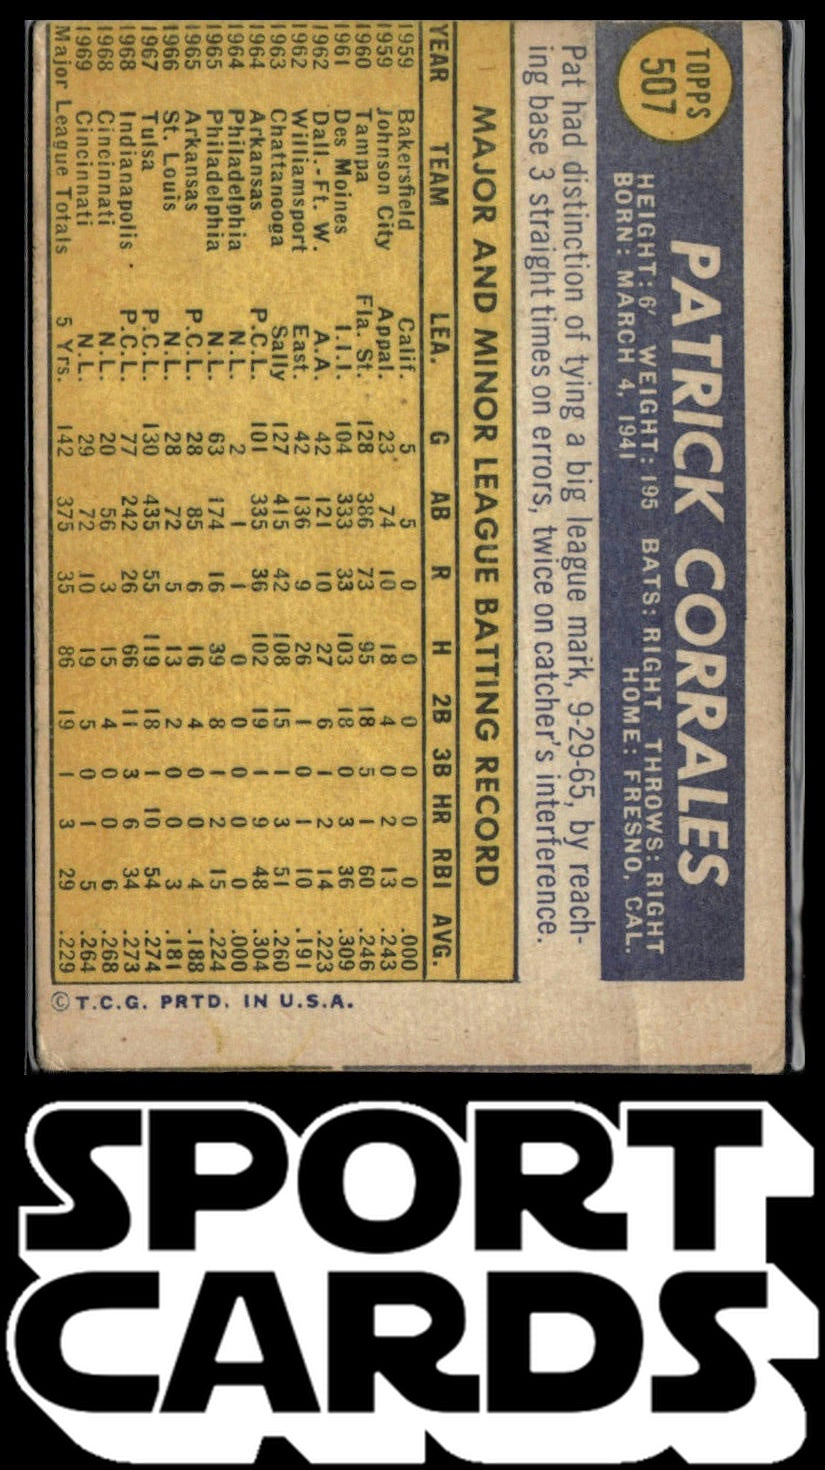 TOPPS
507
PATRICK CORRALES
HEIGHT: 6' WEIGHT: 195 BATS: RIGHT THROWS: RIGHT
BORN: MARCH 4, 1941 HOME: FRESNO, CAL.
Pat had distinction of tying a big league mark, 9-29-65, by reach-
ing base 3 straight times on errors, twice on catcher's interference.
MAJOR AND MINOR LEAGUE BATTING RECORD
YEAR TEAM LEA. G AB R H 2B 3B HR RBI AVG.
1959 Bakersfield Calif. 5 5 0 0 0 0 0 0 .000
1959 Johnson City Appal. 23 74 10 18 4 0 2 13 .243
1960 Tampa Fla. St. 128 386 73 95 18 5 1 60 .246
1961 Des Moines I.I.I. 104 333 33 103 18 0 3 36 .309
1962 Dall.-Ft. W. A.A. 42 121 10 27 6 1 2 14 .223
1962 Williamsport East. 42 136 9 26 1 0 1 10 .191
1963 Chattanooga Sally 127 415 42 108 15 1 3 51 .260
1964 Arkansas P.C.L. 101 335 36 102 19 1 9 48 .304
1964 Philadelphia N.L. 2 1 1 0 0 0 0 0 .000
1965 Philadelphia N.L. 63 174 16 39 8 1 2 15 .224
1965 Arkansas P.C.L. 28 85 6 16 4 0 0 4 .188
1966 St. Louis N.L. 28 72 5 13 2 0 0 3 .181
1967 Tulsa P.C.L. 130 435 55 119 18 1 10 54 .274
1968 Indianapolis P.C.L. 77 242 26 66 11 3 6 34 .273
1968 Cincinnati N.L. 20 56 3 15 4 0 0 6 .268
1969 Cincinnati N.L. 29 72 10 19 5 0 1 5 .264
Major League Totals 5 Yrs. 142 375 35 86 19 1 3 29 .229
© T.C.G. PRTD. IN U.S.A.
SPORT
CARDS